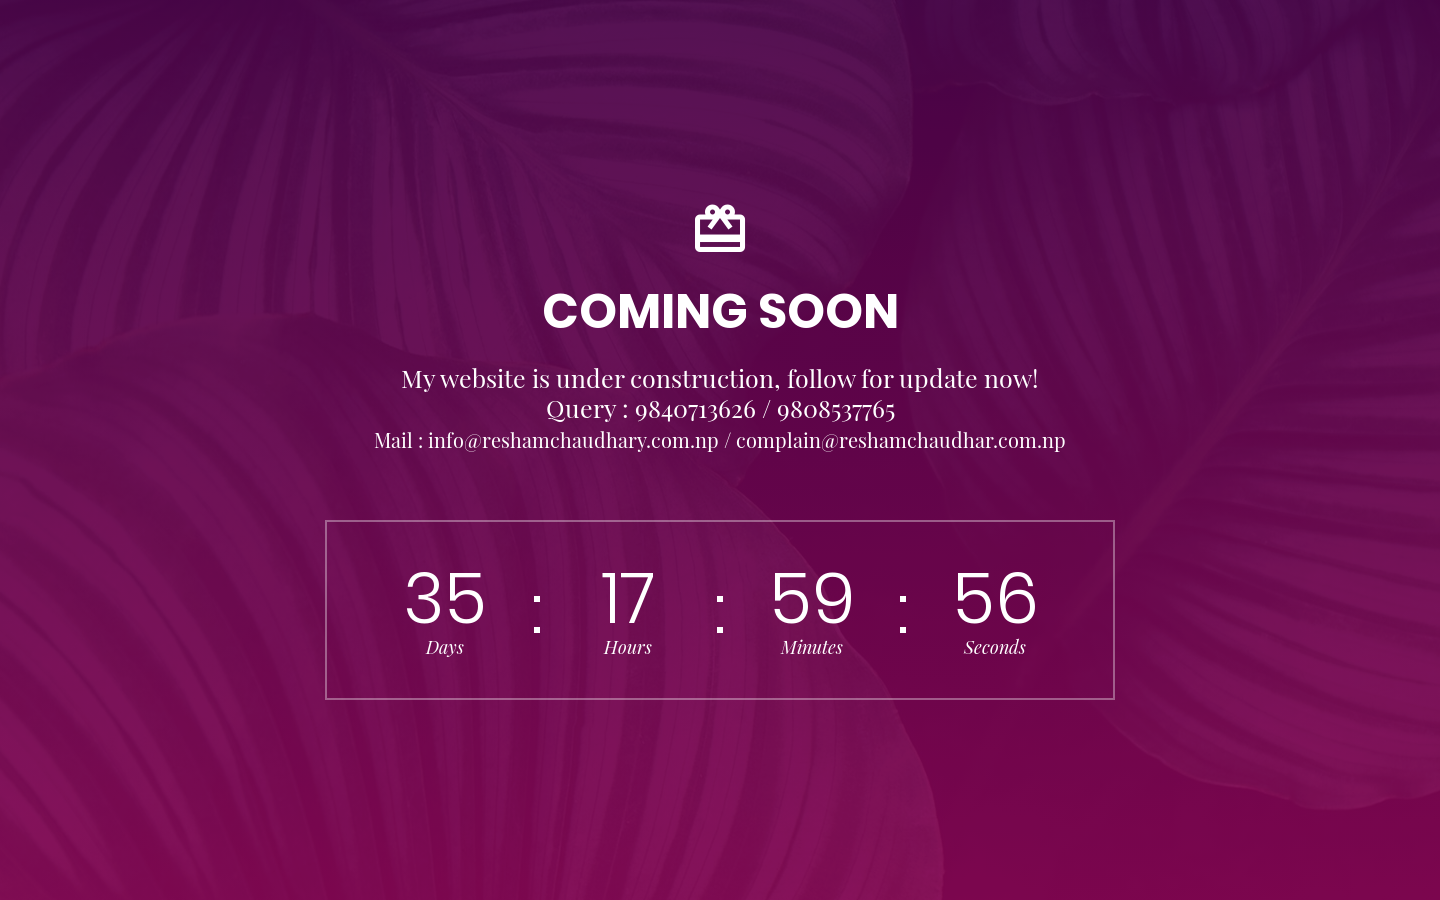 COMING SOON
My website is under construction, follow for update now!
Query : 9840713626 / 9808537765
Mail : info@reshamchaudhary.com.np / complain@reshamchaudhar.com.np
35 : 17 : 59 : 56
Days Hours Minutes Seconds